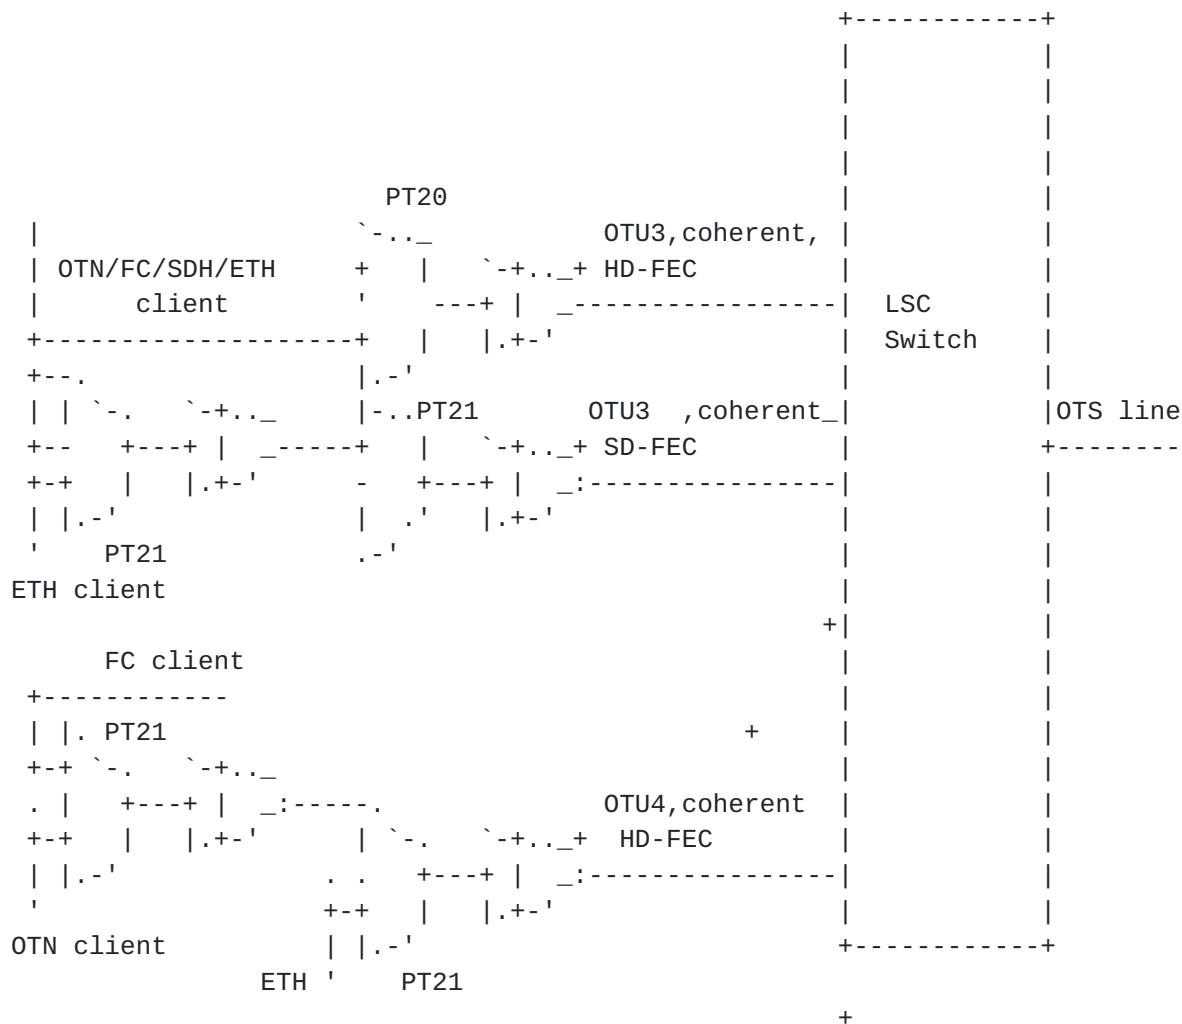 PT20
OTU3,coherent,
OTN/FC/SDH/ETH HD-FEC
client LSC
Switch
PT21 OTU3 ,coherent_ OTS line
SD-FEC
PT21
ETH client
FC client
PT21
OTU4,coherent
HD-FEC
OTN client
ETH ' PT21